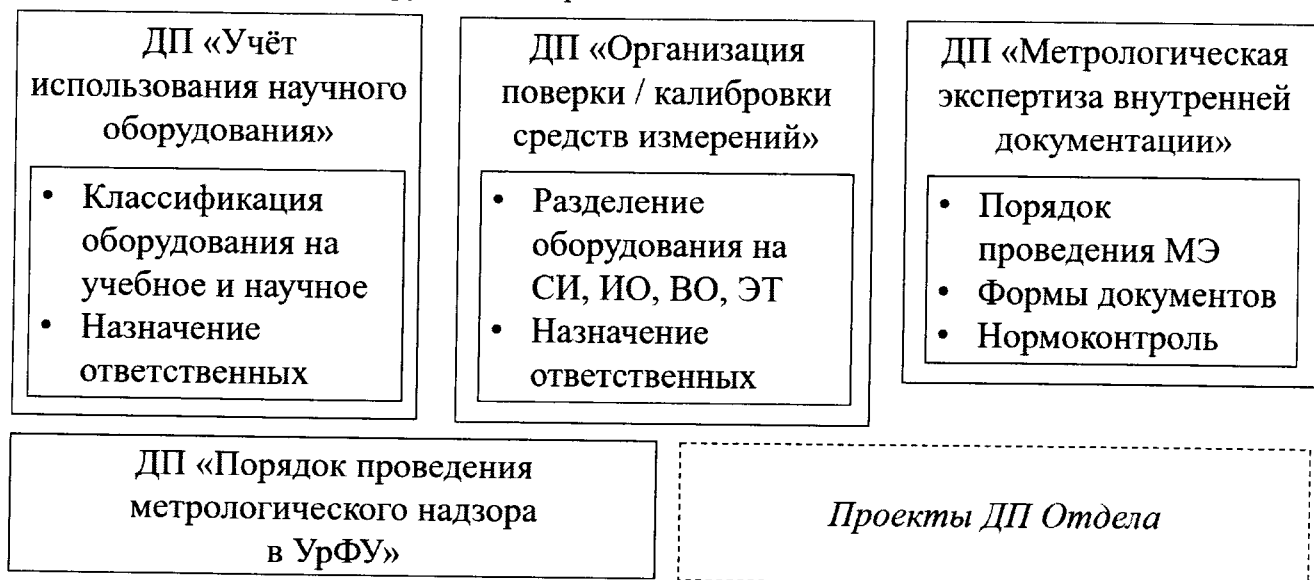 ДП «Учёт
использования научного
оборудования»
• Классификация
оборудования на
учебное и научное
• Назначение
ответственных
ДП «Организация
поверки / калибровки
средств измерений»
• Разделение
оборудования на
СИ, ИО, ВО, ЭТ
• Назначение
ответственных
ДП «Метрологическая
экспертиза внутренней
документации»
• Порядок
проведения МЭ
• Формы документов
• Нормоконтроль
ДП «Порядок проведения
метрологического надзора
в УрФУ»
Проекты ДП Отдела